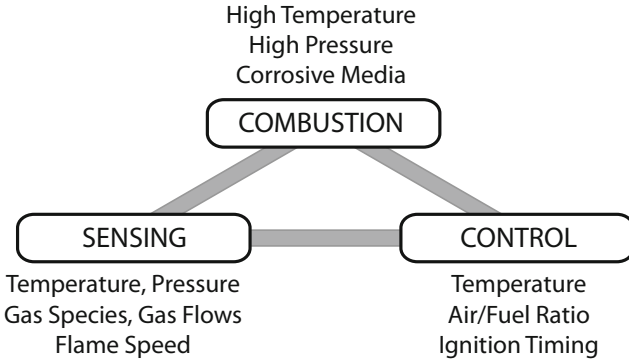 High Temperature
High Pressure
Corrosive Media
COMBUSTION
SENSING
Temperature, Pressure
Gas Species, Gas Flows
Flame Speed
CONTROL
Temperature
Air/Fuel Ratio
Ignition Timing